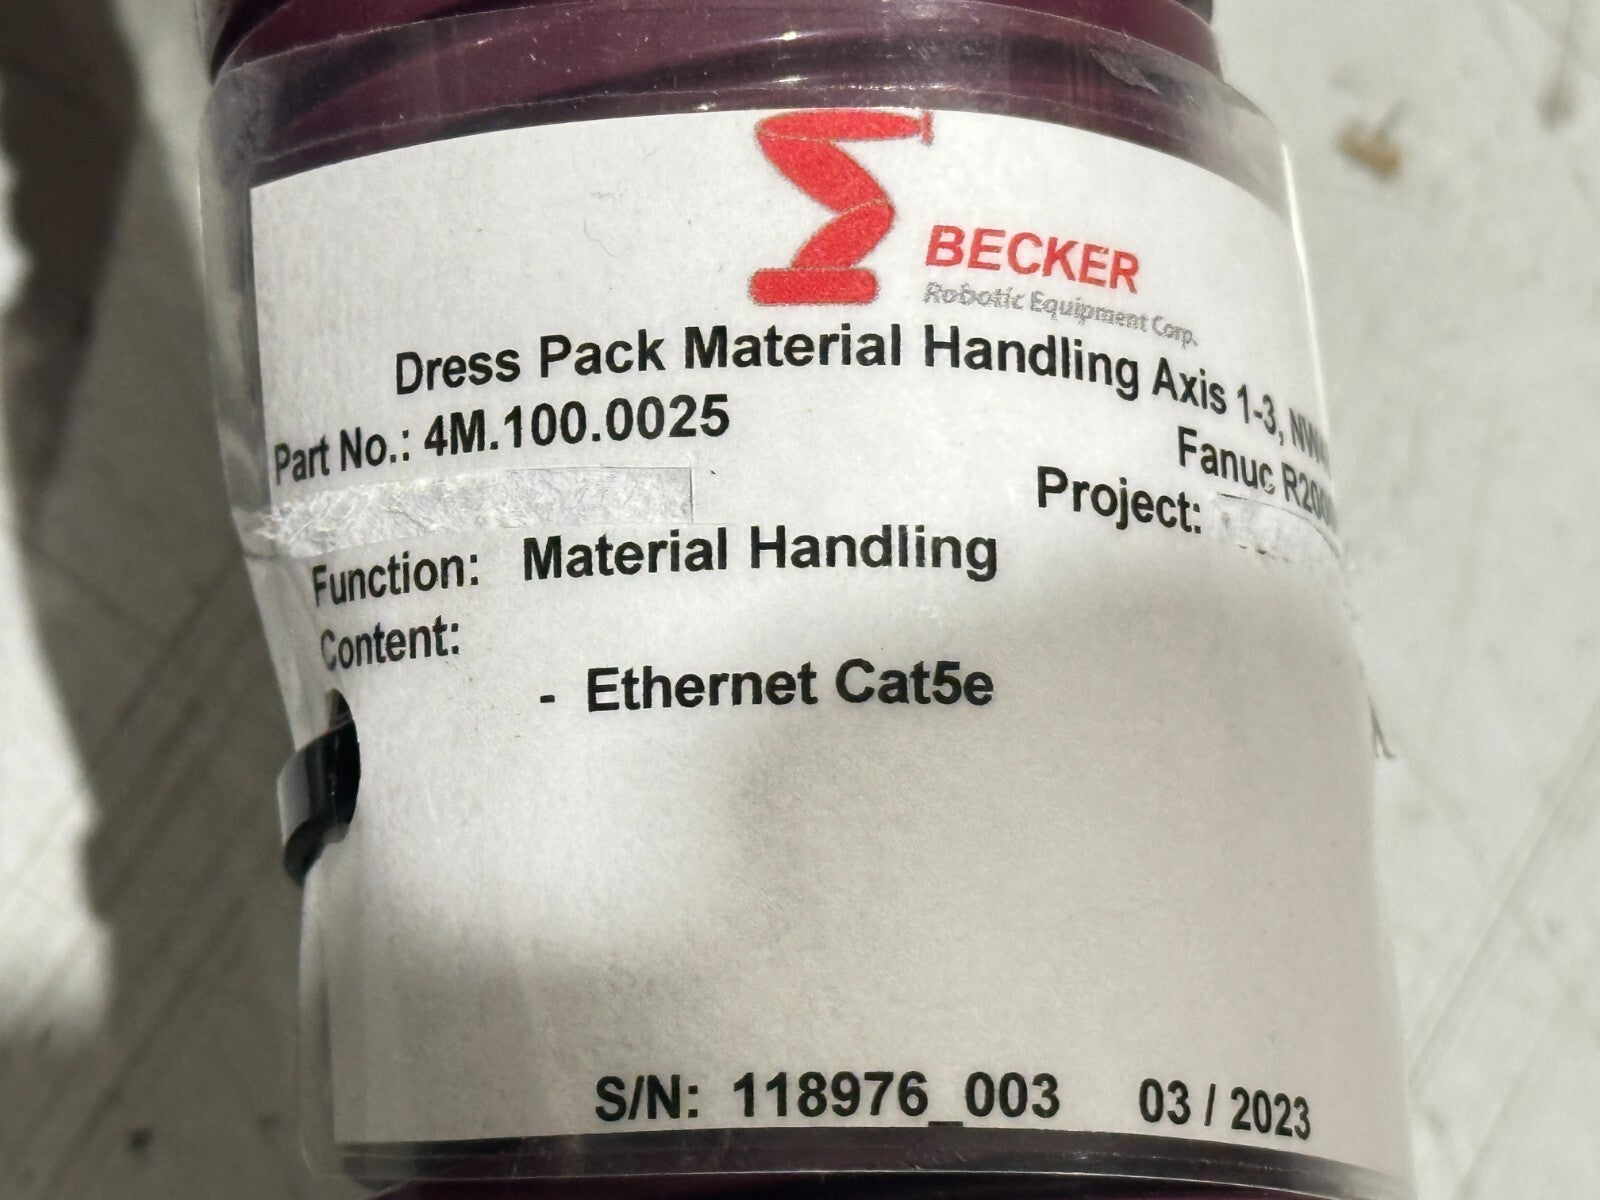 BECKER
Robotic Equipment Corp.
Dress Pack Material Handling Axis 1-3,
Part No.: 4M.100.0025
Fanuc
Project:
Function: Material Handling
Content:
- Ethernet Cat5e
S/N: 118976_003 03 / 2023